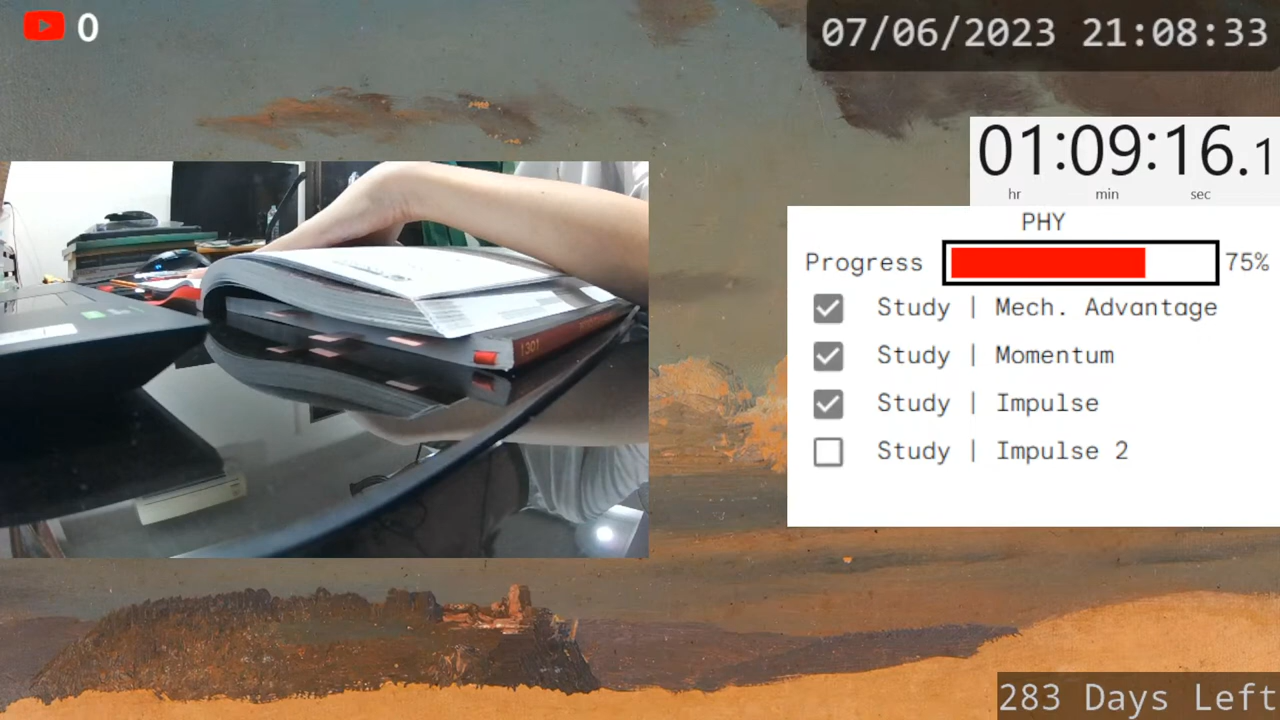 0
07/06/2023 21:08:33
01:09:16.1
hr min sec
PHY
Progress 75%
Study | Mech. Advantage
Study | Momentum
Study | Impulse
Study | Impulse 2
1301
283 Days Left